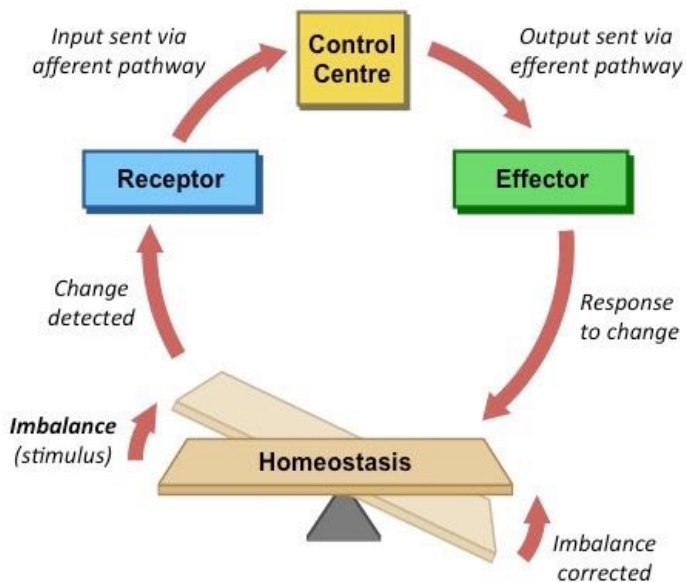 Input sent via
afferent pathway
Control
Centre
Output sent via
efferent pathway
Receptor
Effector
Change
detected
Response
to change
Imbalance
(stimulus)
Homeostasis
Imbalance
corrected